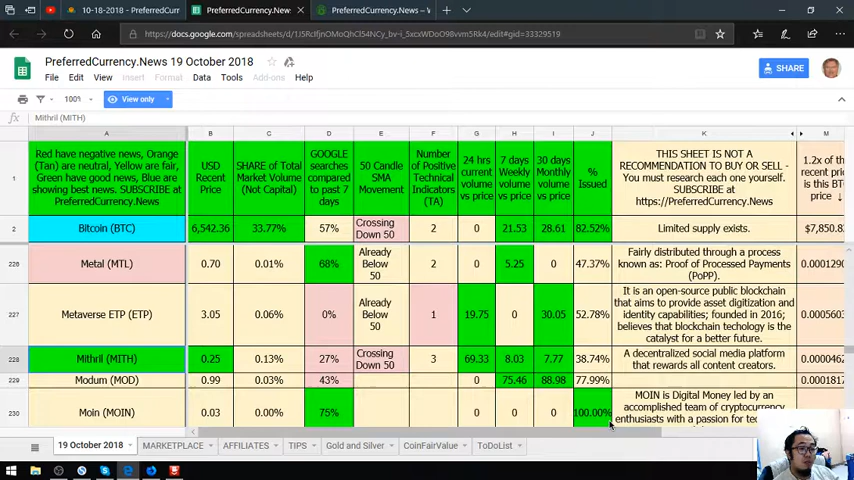 10-18-2018 - PreferredCurr
PreferredCurrency.New
PreferredCurrency.News –
https://docs.google.com/spreadsheets/d/
/edit#gid=33329519
PreferredCurrency.News 19 October 2018
SHARE
File Edit View Insert Format Data Tools Add-ons Help
100% View only
Mithril (MITH)
A B C D E F G H I J K M
1
Red have negative news, Orange
(Tan) are neutral, Yellow are fair,
Green have good news, Blue are
showing best news. SUBSCRIBE at
PreferredCurrency.News
USD
Recent
Price
SHARE of Total
Market Volume
(Not Capital)
GOOGLE
searches
compared
to past 7
days
50 Candle
SMA
Movement
Number of
Positive
Technical
Indicators
(TA)
24 hrs
current
volume
vs price
7 days
Weekly
volume
vs price
30 days
Monthly
volume
vs price
%
Issued
THIS SHEET IS NOT A
RECOMMENDATION TO BUY OR SELL -
You must research each one yourself.
SUBSCRIBE at
https://PreferredCurrency.News
1.2x of the
recent pri
is this BT
price ↓
2 Bitcoin (BTC) 6,542.36 33.77% 57% Crossing Down 50 2 0 21.53 28.61 82.52% Limited supply exists. $7,850.8
226 Metal (MTL) 0.70 0.01% 68% Already Below 50 2 0 5.25 0 47.37%
Fairly distributed through a process
known as: Proof of Processed Payments
(PoPP).
0.0001290
227 Metaverse ETP (ETP) 3.05 0.06% 0% Already Below 50 1 19.75 0 30.05 52.78%
It is an open-source public blockchain
that aims to provide asset digitization and
identity capabilities; founded in 2016;
believes that blockchain techology is the
catalyst for a better future.
0.0005603
228 Mithril (MITH) 0.25 0.13% 27% Crossing Down 50 3 69.33 8.03 7.77 38.74%
A decentralized social media platform
that rewards all content creators.
0.0000462
229 Modum (MOD) 0.99 0.03% 43% 0 75.46 88.98 77.99% 0.0001817
230 Moin (MOIN) 0.03 0.00% 75% 0 0 0 100.00%
MOIN is Digital Money led by an
accomplished team of cryptocurrency
enthusiasts with a passion for
19 October 2018 MARKETPLACE AFFILIATES TIPS Gold and Silver CoinFairValue ToDoList